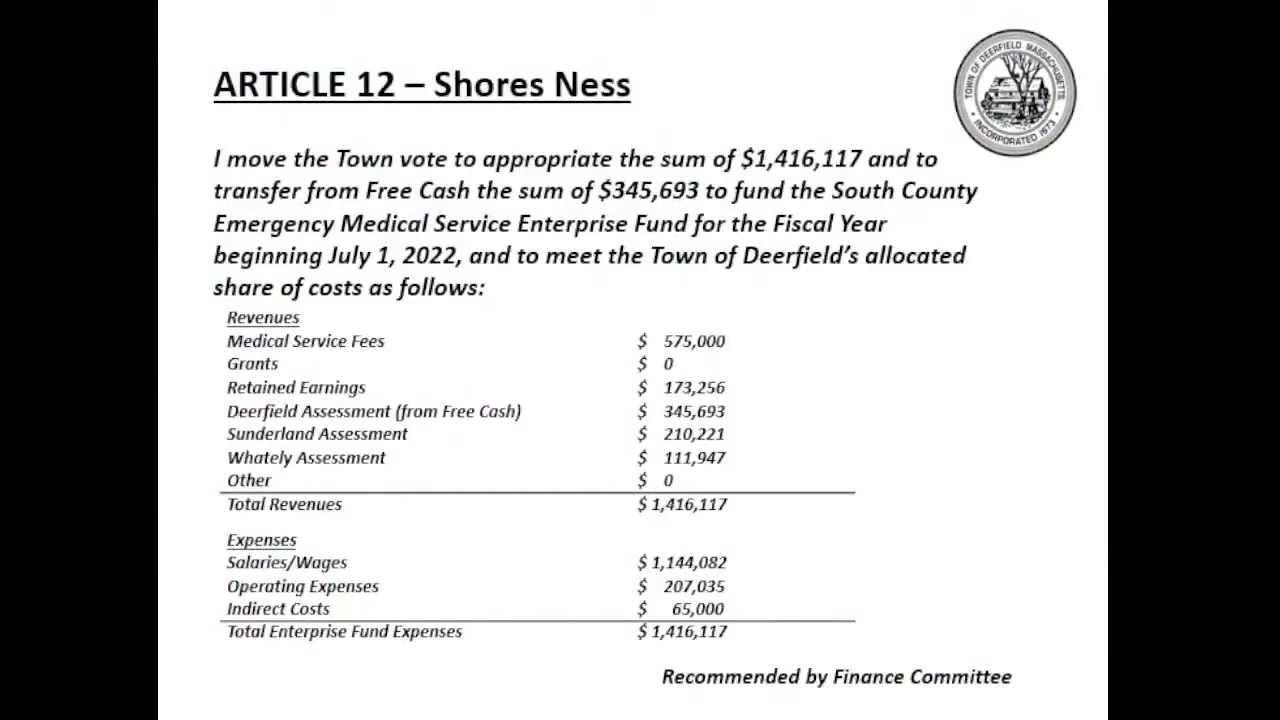 TOWN OF DEERFIELD MASSACHUSETTS
INCORPORATED 1673
ARTICLE 12 – Shores Ness
I move the Town vote to appropriate the sum of $1,416,117 and to
transfer from Free Cash the sum of $345,693 to fund the South County
Emergency Medical Service Enterprise Fund for the Fiscal Year
beginning July 1, 2022, and to meet the Town of Deerfield’s allocated
share of costs as follows:
Revenues
Medical Service Fees $ 575,000
Grants $ 0
Retained Earnings $ 173,256
Deerfield Assessment (from Free Cash) $ 345,693
Sunderland Assessment $ 210,221
Whately Assessment $ 111,947
Other $ 0
Total Revenues $ 1,416,117
Expenses
Salaries/Wages $ 1,144,082
Operating Expenses $ 207,035
Indirect Costs $ 65,000
Total Enterprise Fund Expenses $ 1,416,117
Recommended by Finance Committee